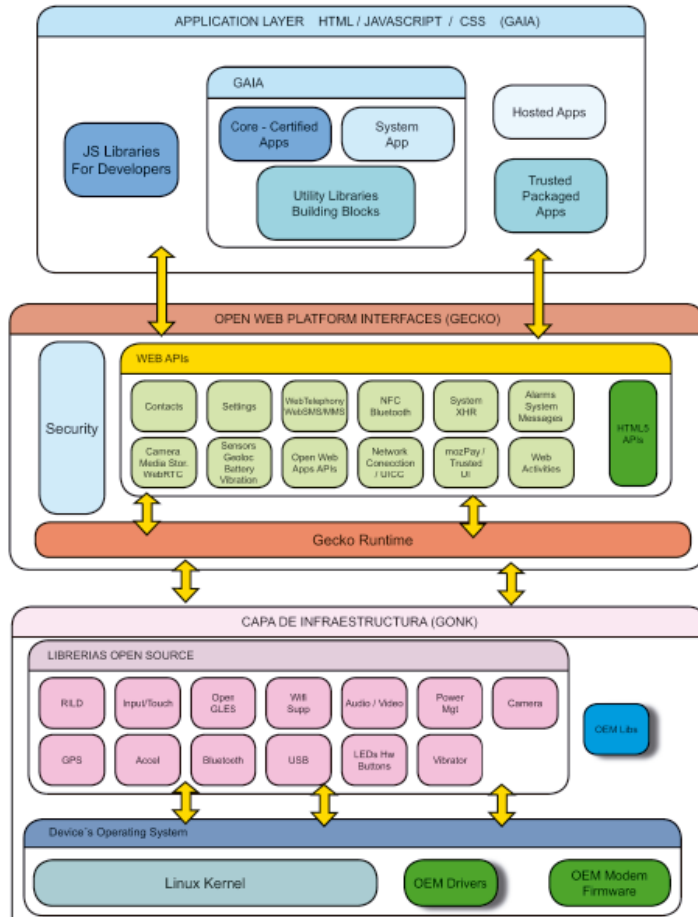 APPLICATION LAYER HTML / JAVASCRIPT / CSS (GAIA)
GAIA
Core - Certified
Apps
System
App
Utility Libraries
Building Blocks
JS Libraries
For Developers
Hosted Apps
Trusted
Packaged
Apps
OPEN WEB PLATFORM INTERFACES (GECKO)
Security
WEB APIs
Contacts
Settings
WebTelephony
WebSMS/MMS
NFC
Bluetooth
System
XHR
Alarms
System
Messages
Camera
Media Stor.
WebRTC
Sensors
Geoloc
Battery
Vibration
Open Web
Apps APIs
Network
Conecction
/ UICC
mozPay /
Trusted
UI
Web
Activities
HTML5
APIs
Gecko Runtime
CAPA DE INFRAESTRUCTURA (GONK)
LIBRERIAS OPEN SOURCE
RILD
Input/Touch
Open
GLES
Wifi
Supp
Audio / Video
Power
Mgt
Camera
GPS
Accel
Bluetooth
USB
LEDs Hw
Buttons
Vibrator
OEM Libs
Device´s Operating System
Linux Kernel
OEM Drivers
OEM Modem
Firmware